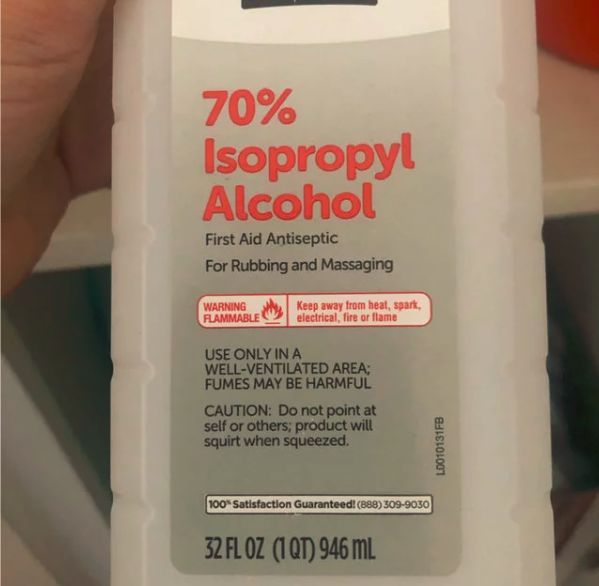 70%
Isopropyl
Alcohol
First Aid Antiseptic
For Rubbing and Massaging
WARNING
FLAMMABLE
Keep away from heat, spark,
electrical, fire or flame
USE ONLY IN A
WELL-VENTILATED AREA;
FUMES MAY BE HARMFUL
CAUTION: Do not point at
self or others; product will
squirt when squeezed.
L0010131FB
100% Satisfaction Guaranteed! (888) 309-9030
32 FL OZ (1 QT) 946 mL